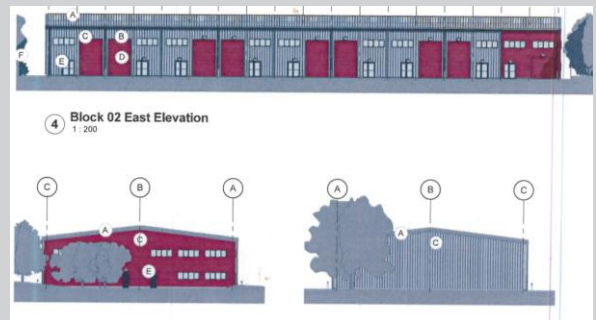 A
C B
E D
F
4 Block 02 East Elevation
1 : 200
C B A
A C
E
A B C
A C